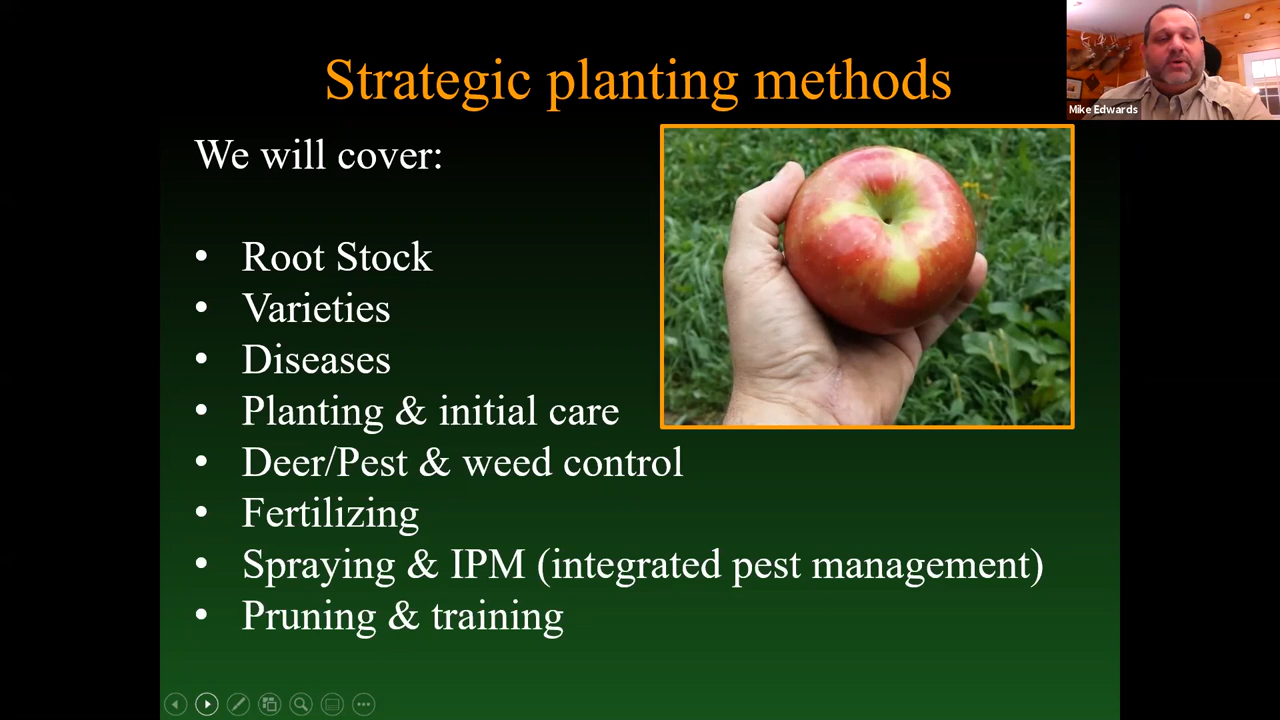 Strategic planting methods
Mike Edwards
We will cover:
• Root Stock
• Varieties
• Diseases
• Planting & initial care
• Deer/Pest & weed control
• Fertilizing
• Spraying & IPM (integrated pest management)
• Pruning & training